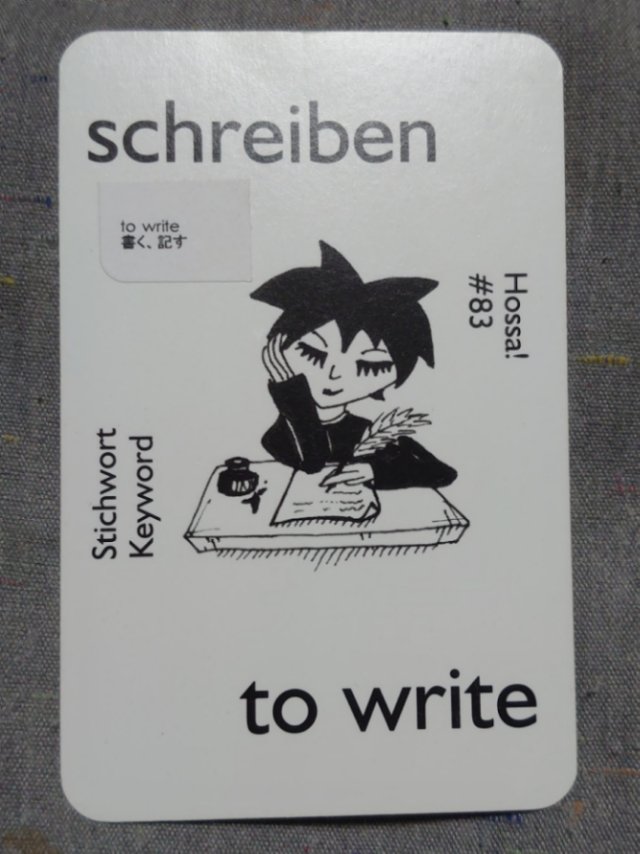 schreiben
to write
書く、記す
Hossa!
#83
Stichwort
Keyword
to write